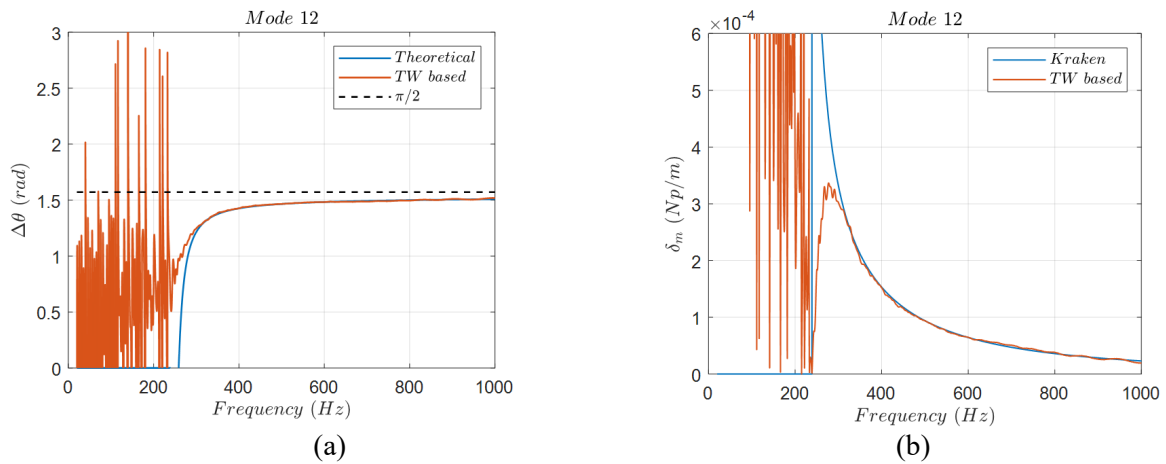 Mode 12
3
2.5
2
1.5
1
0.5
0
Δθ (rad)
Theoretical
TW based
π/2
0 200 400 600 800 1000
Frequency (Hz)
(a)
×10⁻⁴
Mode 12
6
5
4
3
2
1
0
δₘ (Np/m)
Kraken
TW based
0 200 400 600 800 1000
Frequency (Hz)
(b)